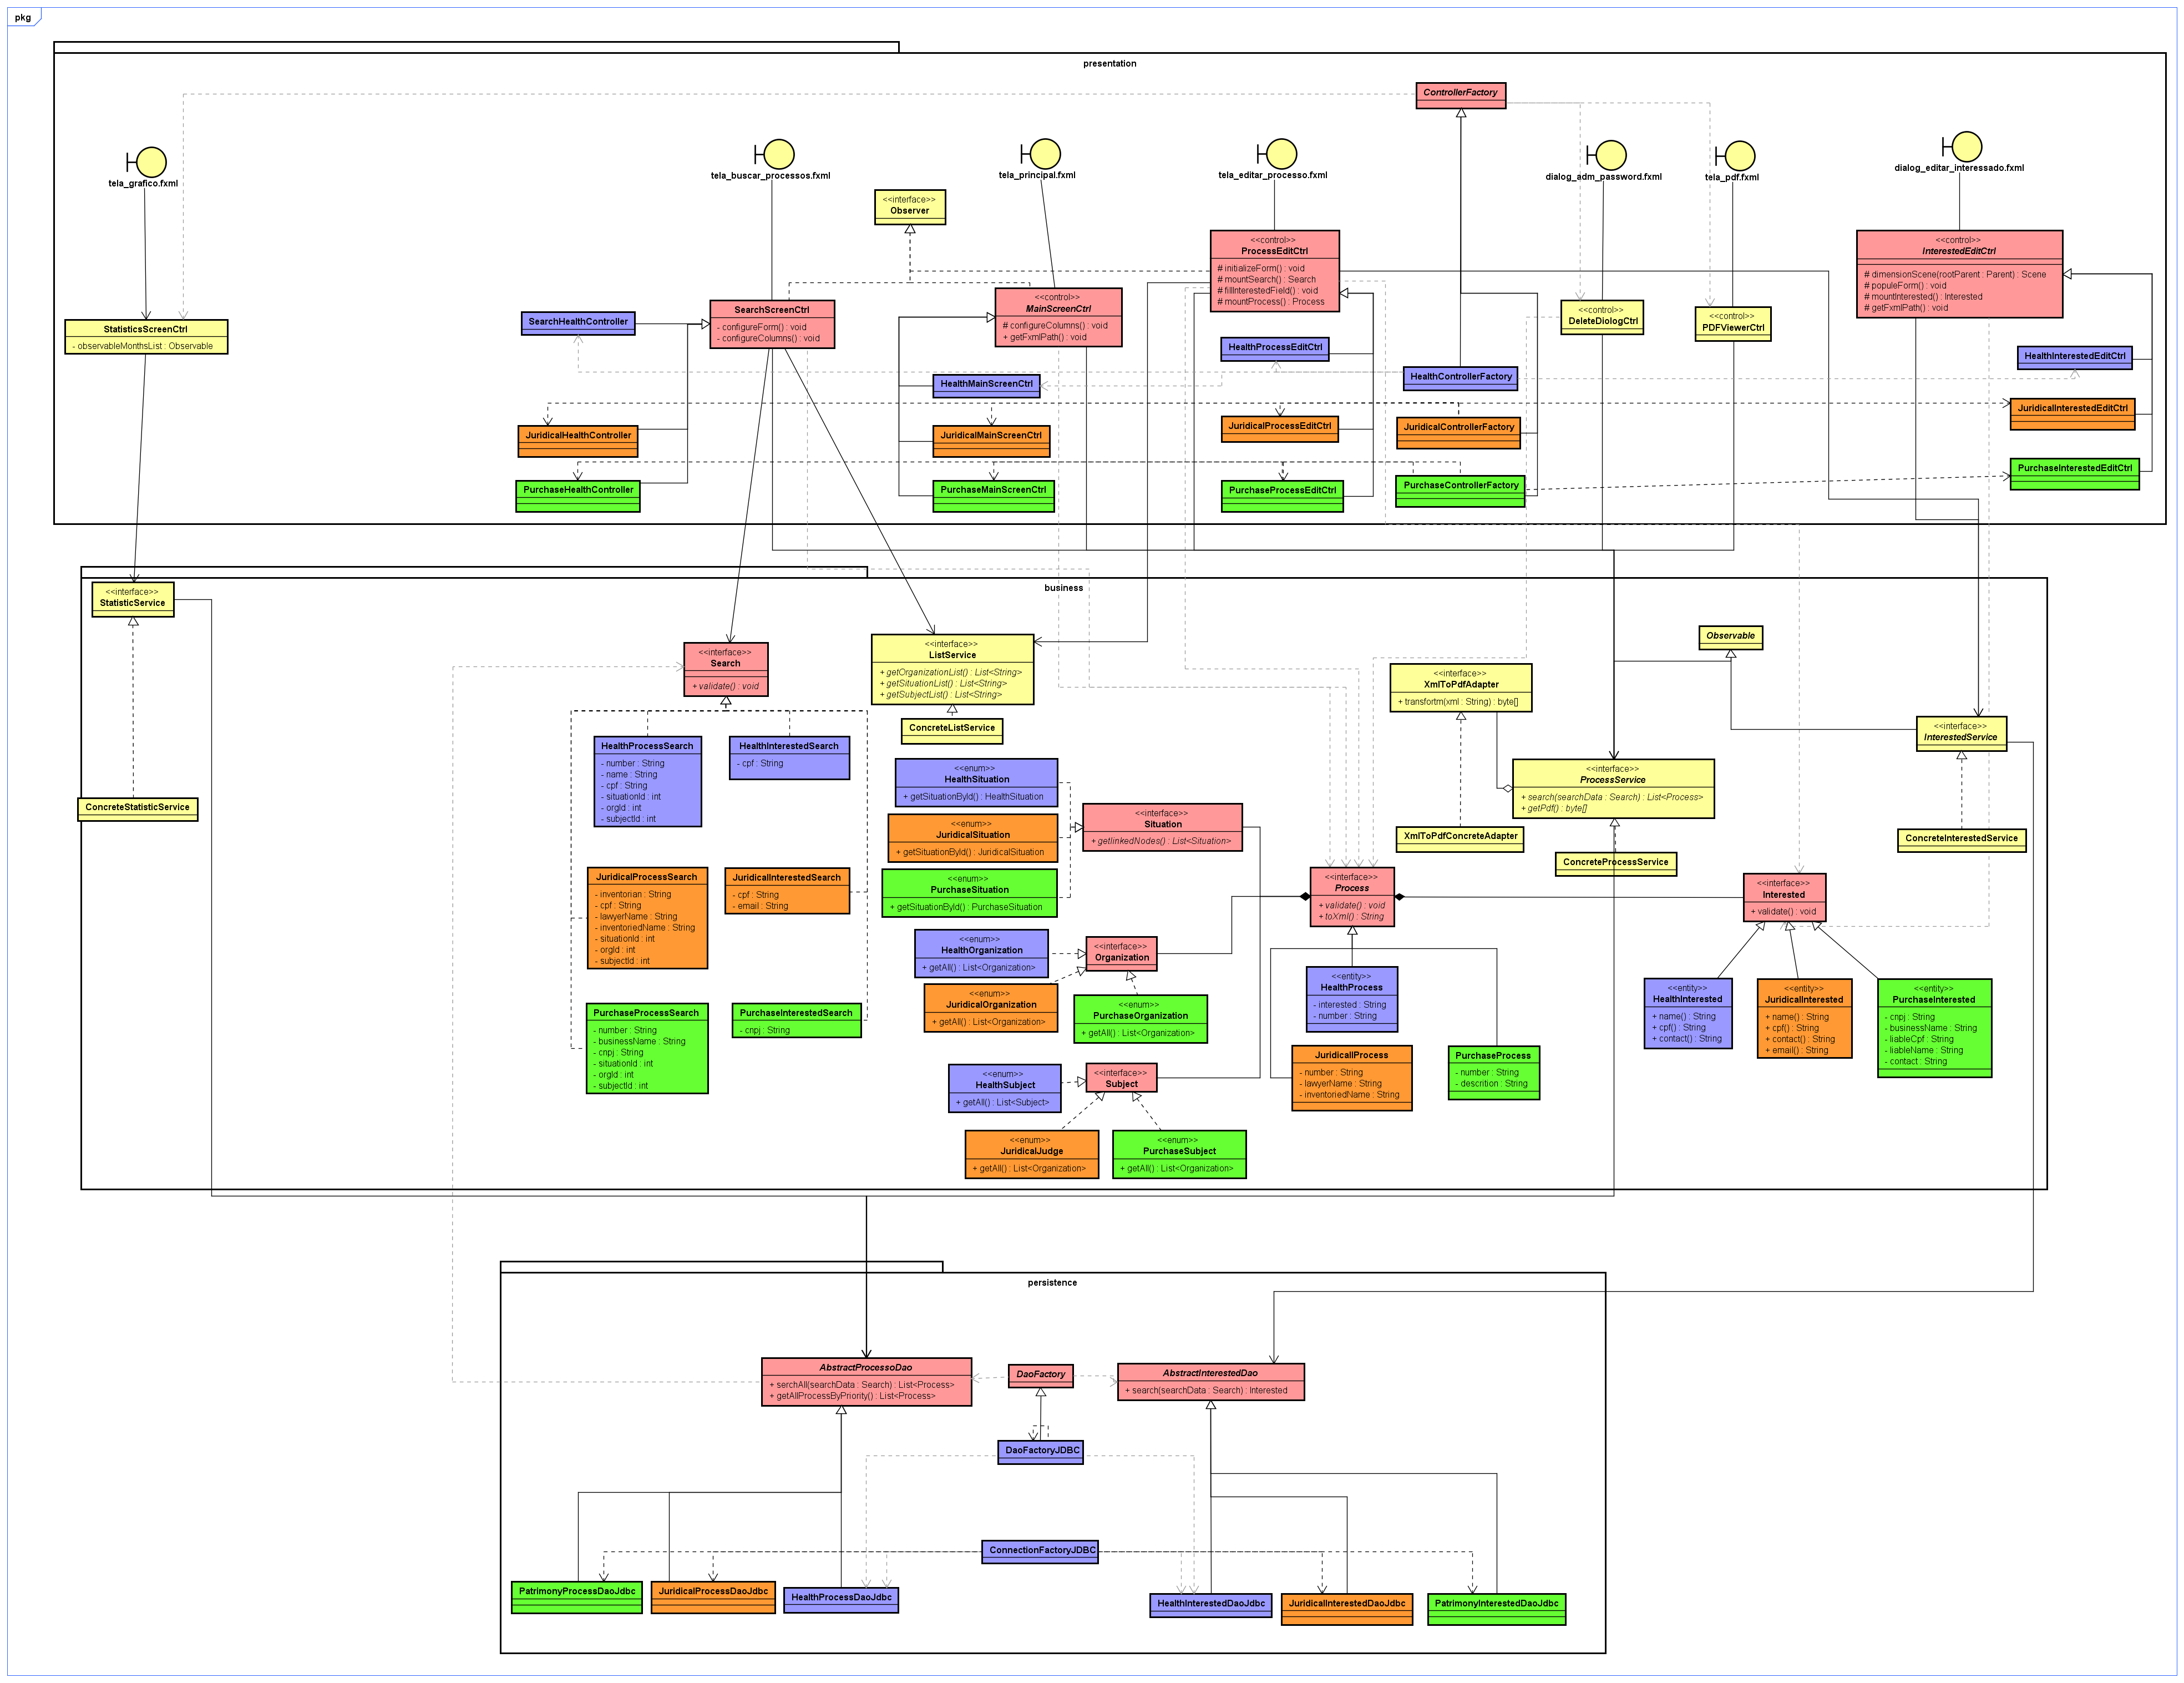 pkg
presentation
ControllerFactory
tela_grafico.fxml
tela_buscar_processos.fxml
tela_principal.fxml
tela_editar_processo.fxml
dialog_adm_password.fxml
tela_pdf.fxml
dialog_editar_interessado.fxml
<<interface>>
Observer
<<control>>
ProcessEditCtrl
# initializeForm() : void
# mountSearch() : Search
# fillInterestedField() : void
# mountProcess() : Process
<<control>>
InterestedEditCtrl
# dimensionScene(rootParent : Parent) : Scene
# populeForm() : void
# mountInterested() : Interested
# getFxmlPath() : void
StatisticsScreenCtrl
- observableMonthsList : Observable
SearchHealthController
SearchScreenCtrl
- configureForm() : void
- configureColumns() : void
<<control>>
MainScreenCtrl
# configureColumns() : void
+ getFxmlPath() : void
<<control>>
DeleteDiologCtrl
<<control>>
PDFViewerCtrl
HealthProcessEditCtrl
HealthInterestedEditCtrl
HealthMainScreenCtrl
HealthControllerFactory
JuridicalHealthController
JuridicalMainScreenCtrl
JuridicalProcessEditCtrl
JuridicalControllerFactory
JuridicalInterestedEditCtrl
PurchaseHealthController
PurchaseMainScreenCtrl
PurchaseProcessEditCtrl
PurchaseControllerFactory
PurchaseInterestedEditCtrl
business
<<interface>>
StatisticService
<<interface>>
Search
+ validate() : void
<<interface>>
ListService
+ getOrganizationList() : List<String>
+ getSituationList() : List<String>
+ getSubjectList() : List<String>
ConcreteListService
Observable
<<interface>>
XmlToPdfAdapter
+ transfortm(xml : String) : byte[]
<<interface>>
InterestedService
<<interface>>
ProcessService
+ search(searchData : Search) : List<Process>
+ getPdf() : byte[]
ConcreteStatisticService
HealthProcessSearch
- number : String
- name : String
- cpf : String
- situationId : int
- orgId : int
- subjectId : int
HealthInterestedSearch
- cpf : String
<<enum>>
HealthSituation
+ getSituationById() : HealthSituation
<<enum>>
JuridicalSituation
+ getSituationById() : JuridicalSituation
<<enum>>
PurchaseSituation
+ getSituationById() : PurchaseSituation
<<interface>>
Situation
+ getlinkedNodes() : List<Situation>
XmlToPdfConcreteAdapter
ConcreteProcessService
ConcreteInterestedService
JuridicalProcessSearch
- inventorian : String
- cpf : String
- lawyerName : String
- inventoriedName : String
- situationId : int
- orgId : int
- subjectId : int
JuridicalInterestedSearch
- cpf : String
- email : String
<<interface>>
Process
+ validate() : void
+ toXml() : String
<<interface>>
Interested
+ validate() : void
<<enum>>
HealthOrganization
+ getAll() : List<Organization>
<<interface>>
Organization
<<enum>>
JuridicalOrganization
+ getAll() : List<Organization>
<<enum>>
PurchaseOrganization
+ getAll() : List<Organization>
<<entity>>
HealthProcess
- interested : String
- number : String
<<entity>>
HealthInterested
+ name() : String
+ cpf() : String
+ contact() : String
<<entity>>
JuridicalInterested
+ name() : String
+ cpf() : String
+ contact() : String
+ email() : String
<<entity>>
PurchaseInterested
- cnpj : String
- businessName : String
- liableCpf : String
- liableName : String
- contact : String
PurchaseProcessSearch
- number : String
- businessName : String
- cnpj : String
- situationId : int
- orgId : int
- subjectId : int
PurchaseInterestedSearch
- cnpj : String
JuridicallProcess
- number : String
- lawyerName : String
- inventoriedName : String
PurchaseProcess
- number : String
- descrition : String
<<enum>>
HealthSubject
+ getAll() : List<Subject>
<<interface>>
Subject
<<enum>>
JuridicalJudge
+ getAll() : List<Organization>
<<enum>>
PurchaseSubject
+ getAll() : List<Organization>
persistence
AbstractProcessoDao
+ serchAll(searchData : Search) : List<Process>
+ getAllProcessByPriority() : List<Process>
DaoFactory
AbstractInterestedDao
+ search(searchData : Search) : Interested
DaoFactoryJDBC
ConnectionFactoryJDBC
PatrimonyProcessDaoJdbc
JuridicalProcessDaoJdbc
HealthProcessDaoJdbc
HealthInterestedDaoJdbc
JuridicalInterestedDaoJdbc
PatrimonyInterestedDaoJdbc